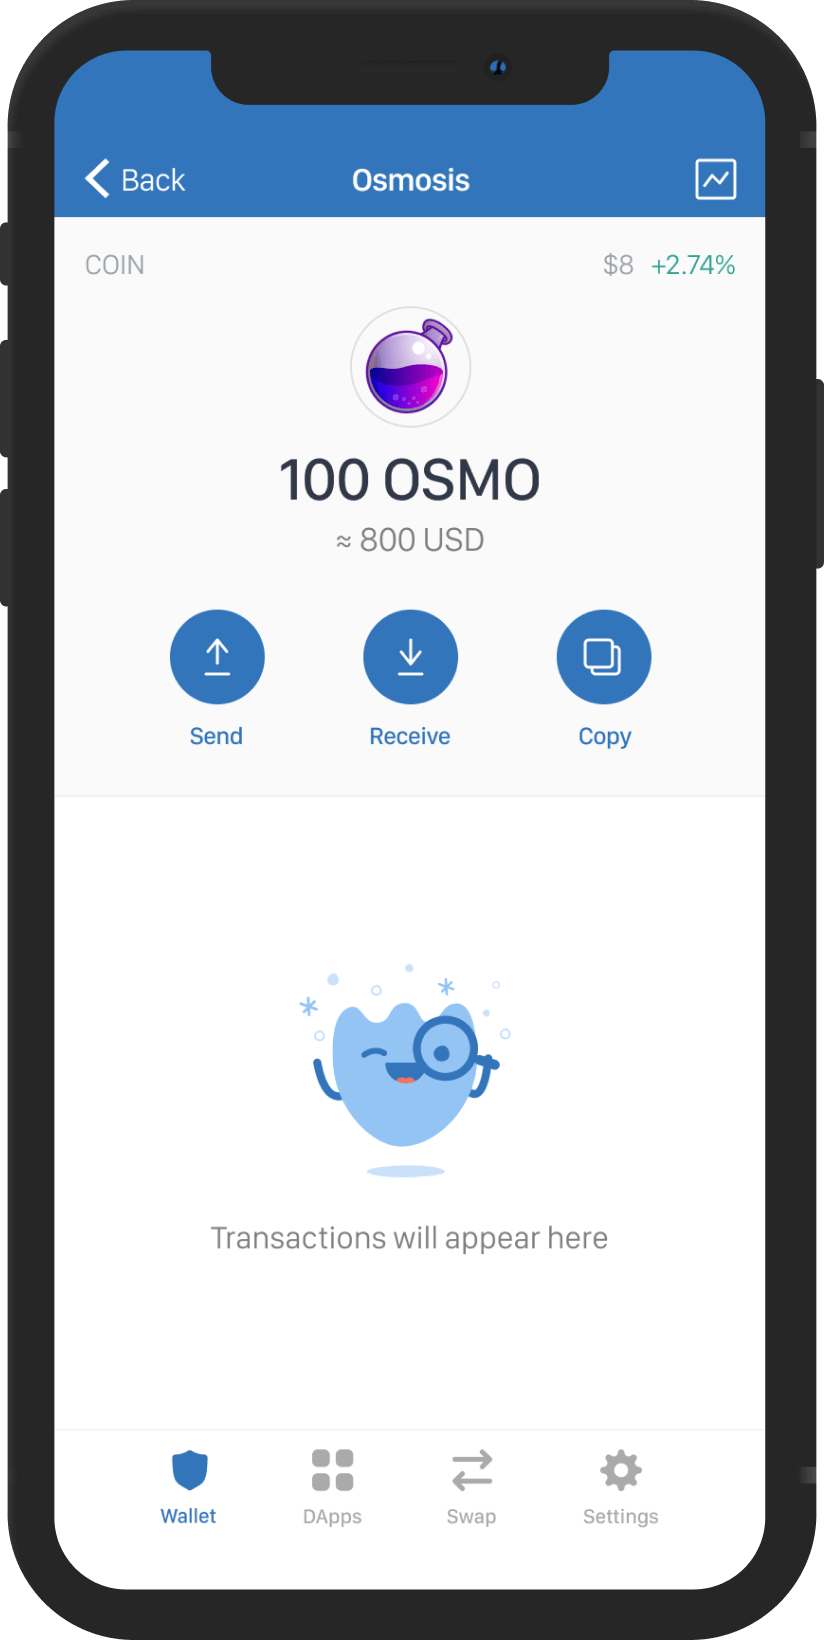 Back Osmosis
COIN $8 +2.74%
100 OSMO
≈ 800 USD
Send Receive Copy
Transactions will appear here
Wallet DApps Swap Settings